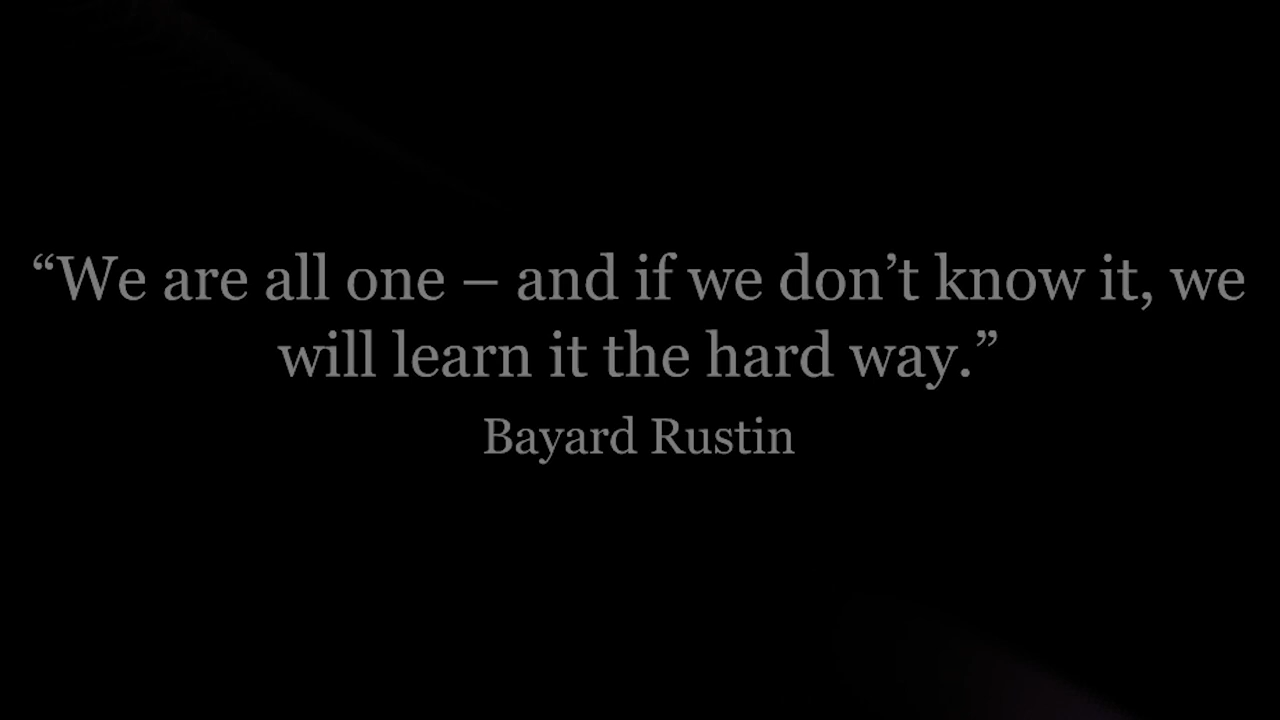 “We are all one – and if we don’t know it, we
will learn it the hard way.”
Bayard Rustin